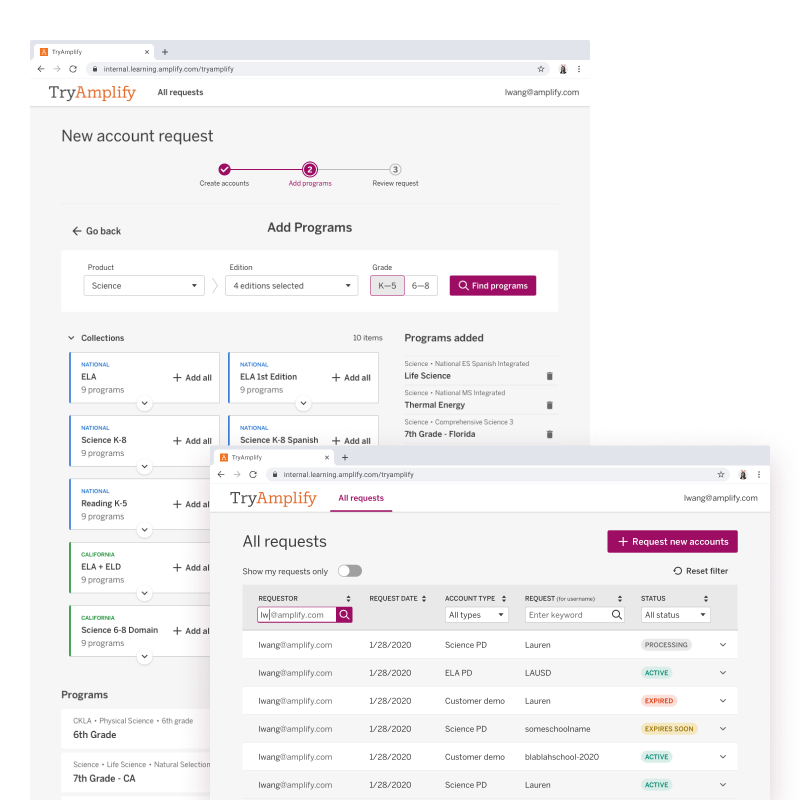 TryAmplify
internal.learning.amplify.com/tryamplify
TryAmplify All requests lwang@amplify.com
New account request
2 3
Create accounts Add programs Review request
Go back Add Programs
Product Edition Grade
Science 4 editions selected K—5 6—8 Find programs
Collections 10 items Programs added
NATIONAL
ELA
9 programs
Add all
NATIONAL
ELA 1st Edition
9 programs
Add all
Science • National ES Spanish Integrated
Life Science
Science • National MS Integrated
Thermal Energy
Science • Comprehensive Science 3
7th Grade - Florida
NATIONAL
Science K-8
9 programs
Add all
NATIONAL
Science K-8 Spanish
Add all
NATIONAL
Reading K-5
9 programs
Add all
CALIFORNIA
ELA + ELD
9 programs
Add all
CALIFORNIA
Science 6-8 Domain
9 programs
Add all
Programs
CKLA • Physical Science • 6th grade
6th Grade
Science • Life Science • Natural Selection
7th Grade - CA
TryAmplify
internal.learning.amplify.com/tryamplify
TryAmplify All requests lwang@amplify.com
All requests Request new accounts
Show my requests only Reset filter
REQUESTOR REQUEST DATE ACCOUNT TYPE REQUEST (for username) STATUS
lw@amplify.com All types Enter keyword All status
lwang@amplify.com 1/28/2020 Science PD Lauren PROCESSING
lwang@amplify.com 1/28/2020 ELA PD LAUSD ACTIVE
lwang@amplify.com 1/28/2020 Customer demo Lauren EXPIRED
lwang@amplify.com 1/28/2020 Science PD someschoolname EXPIRES SOON
lwang@amplify.com 1/28/2020 Customer demo blablahschool-2020 ACTIVE
lwang@amplify.com 1/28/2020 Science PD Lauren ACTIVE